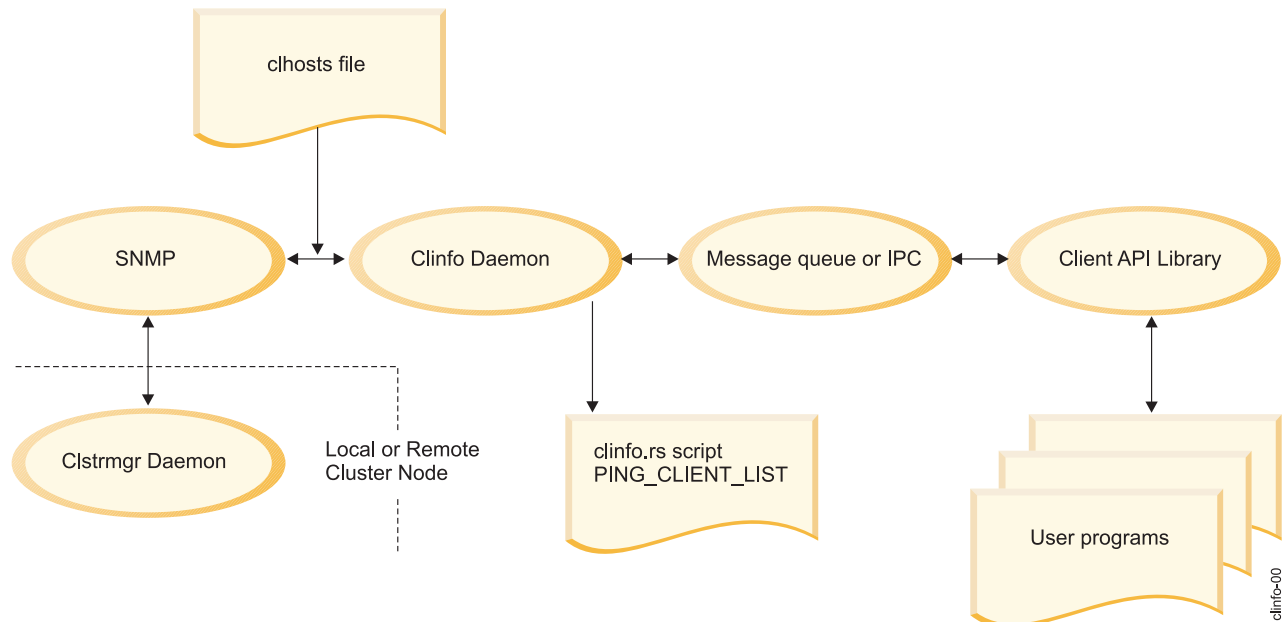 clhosts file
SNMP
Clinfo Daemon
Message queue or IPC
Client API Library
Clstrmgr Daemon
Local or Remote
Cluster Node
clinfo.rs script
PING_CLIENT_LIST
User programs
clinfo-00